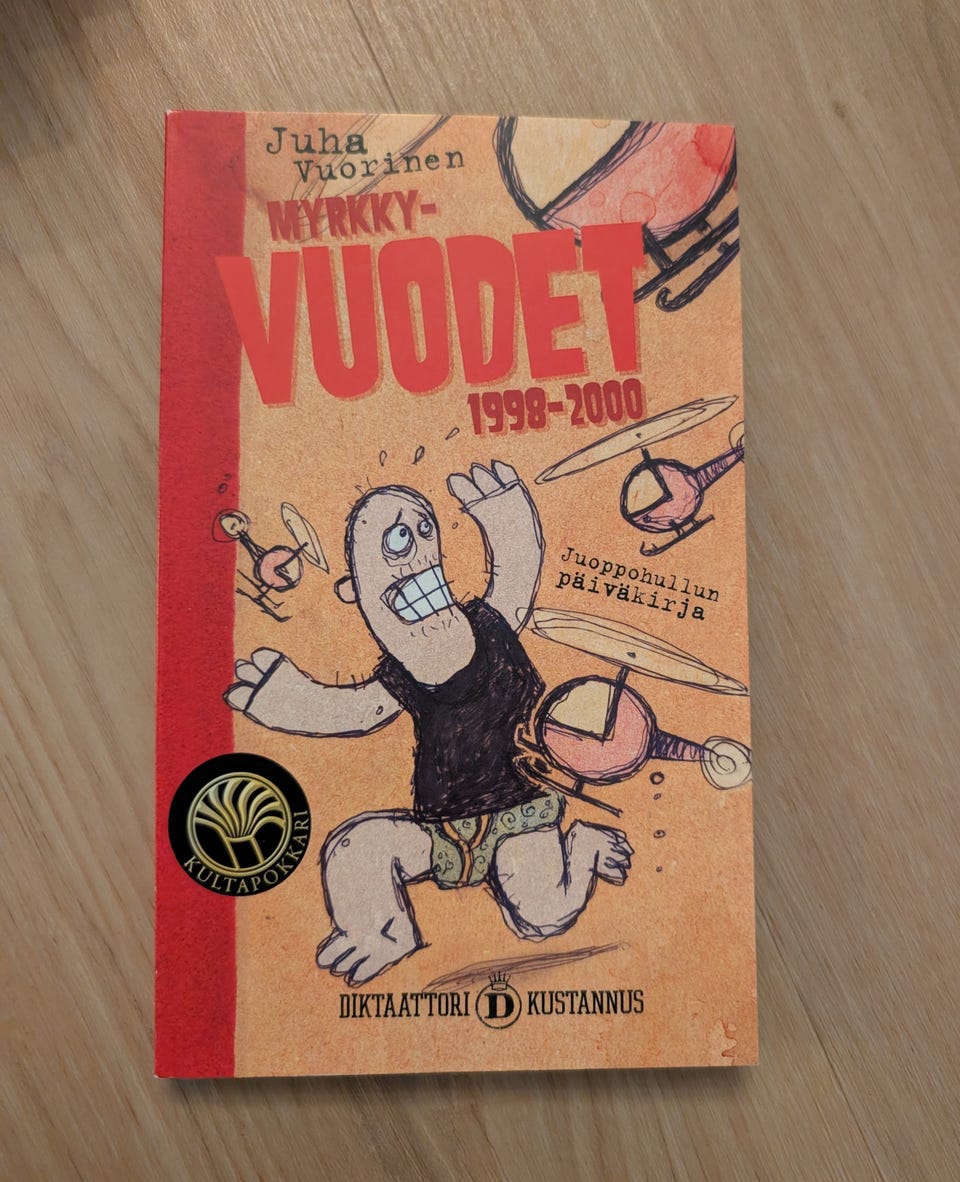 Juha
Vuorinen
MYRKKY-
VUODET
1998-2000
Juoppohullun
päiväkirja
KULTAPOKKARI
DIKTAATTORI D KUSTANNUS